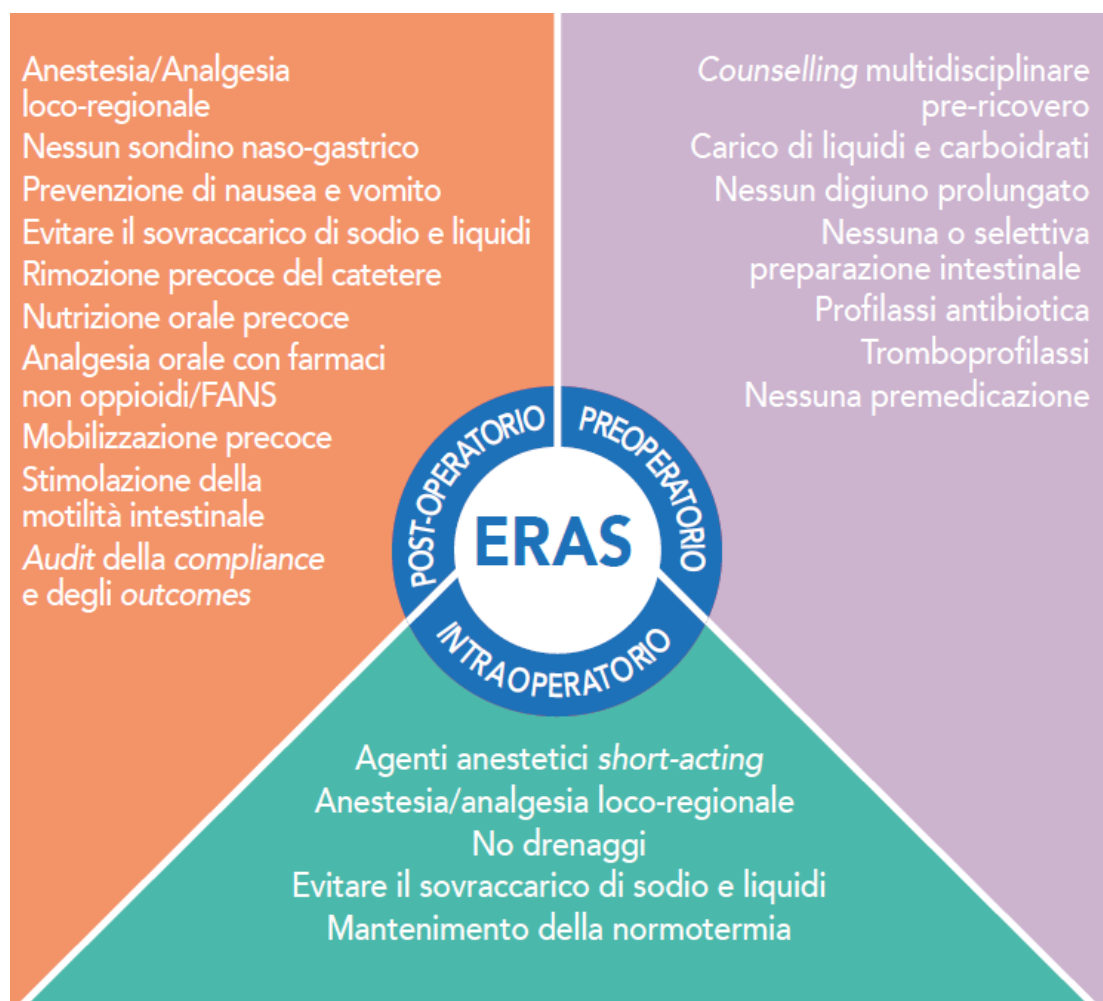 Anestesia/Analgesia
loco-regionale
Nessun sondino naso-gastrico
Prevenzione di nausea e vomito
Evitare il sovraccarico di sodio e liquidi
Rimozione precoce del catetere
Nutrizione orale precoce
Analgesia orale con farmaci
non oppioidi/FANS
Mobilizzazione precoce
Stimolazione della
motilità intestinale
Audit della compliance
e degli outcomes
Counselling multidisciplinare
pre-ricovero
Carico di liquidi e carboidrati
Nessun digiuno prolungato
Nessuna o selettiva
preparazione intestinale
Profilassi antibiotica
Tromboprofilassi
Nessuna premedicazione
POST-OPERATORIO
PREOPERATORIO
ERAS
INTRAOPERATORIO
Agenti anestetici short-acting
Anestesia/analgesia loco-regionale
No drenaggi
Evitare il sovraccarico di sodio e liquidi
Mantenimento della normotermia